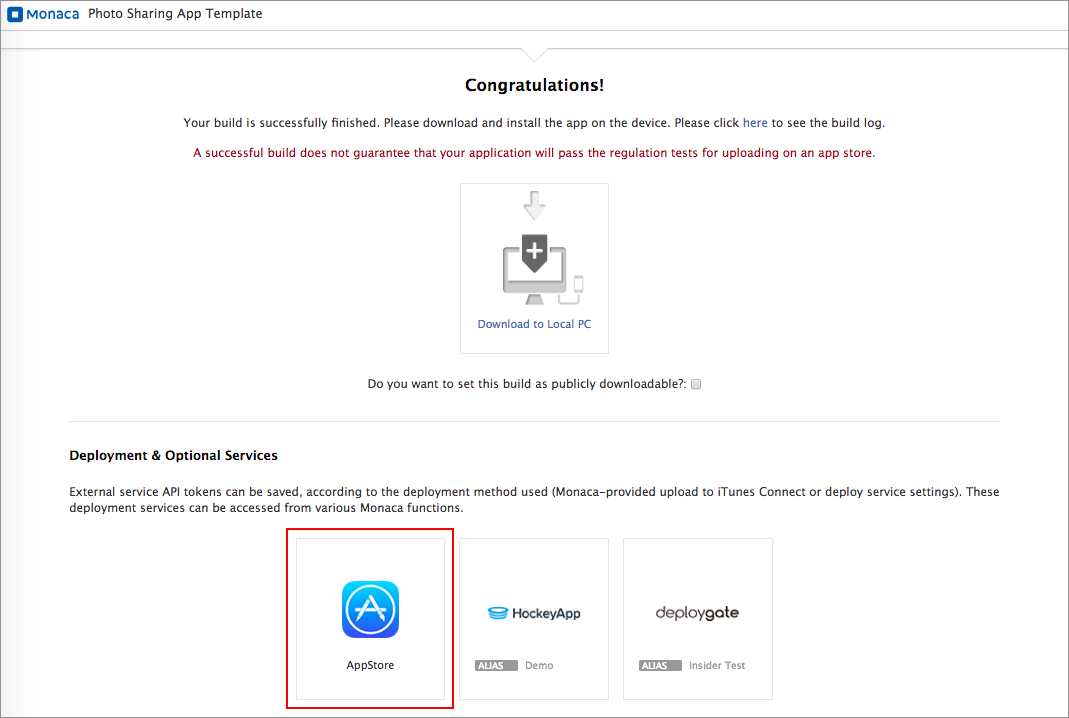 Monaca Photo Sharing App Template
Congratulations!
Your build is successfully finished. Please download and install the app on the device. Please click here to see the build log.
A successful build does not guarantee that your application will pass the regulation tests for uploading on an app store.
Download to Local PC
Do you want to set this build as publicly downloadable?:
Deployment & Optional Services
External service API tokens can be saved, according to the deployment method used (Monaca-provided upload to iTunes Connect or deploy service settings). These
deployment services can be accessed from various Monaca functions.
AppStore
HockeyApp
ALIAS Demo
deploygate
ALIAS Insider Test